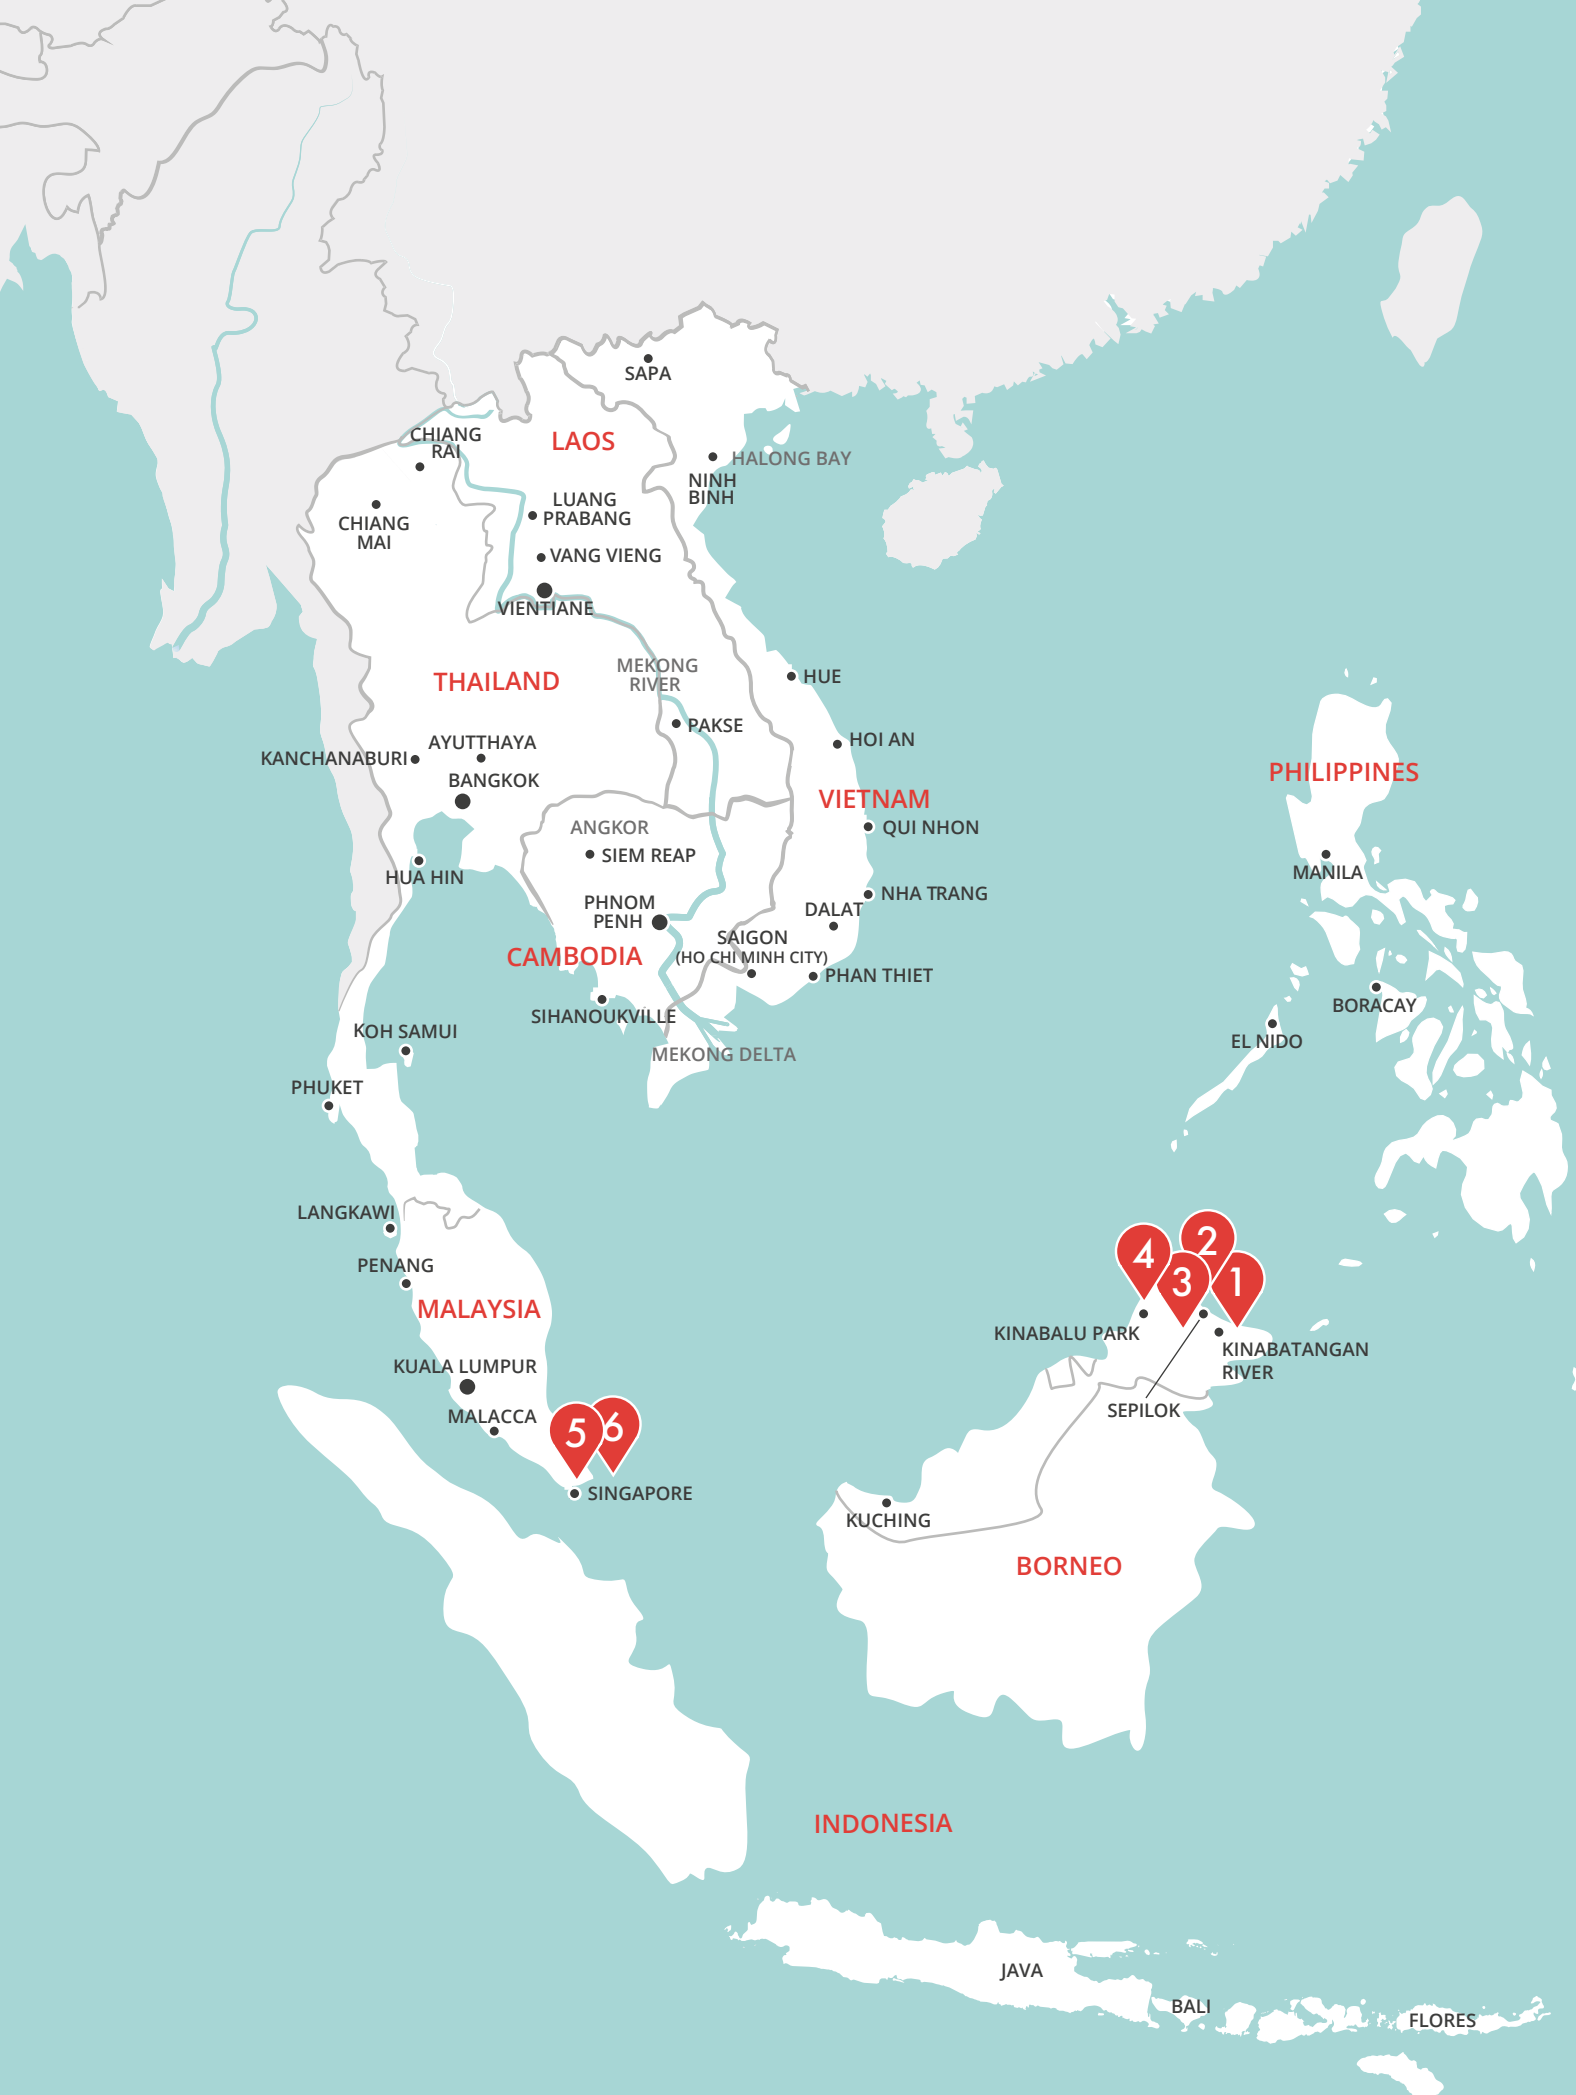 SAPA
CHIANG
RAI
LAOS
HALONG BAY
NINH
BINH
LUANG
PRABANG
CHIANG
MAI
VANG VIENG
VIENTIANE
MEKONG
RIVER
THAILAND
HUE
PAKSE
HOI AN
AYUTTHAYA
KANCHANABURI
BANGKOK
PHILIPPINES
VIETNAM
ANGKOR
QUI NHON
SIEM REAP
HUA HIN
MANILA
NHA TRANG
PHNOM
PENH
DALAT
SAIGON
(HO CHI MINH CITY)
CAMBODIA
PHAN THIET
SIHANOUKVILLE
BORACAY
KOH SAMUI
EL NIDO
MEKONG DELTA
PHUKET
LANGKAWI
PENANG
4
2
3
1
MALAYSIA
KINABALU PARK
KINABATANGAN
RIVER
KUALA LUMPUR
SEPILOK
MALACCA
5
6
SINGAPORE
KUCHING
BORNEO
INDONESIA
JAVA
BALI
FLORES